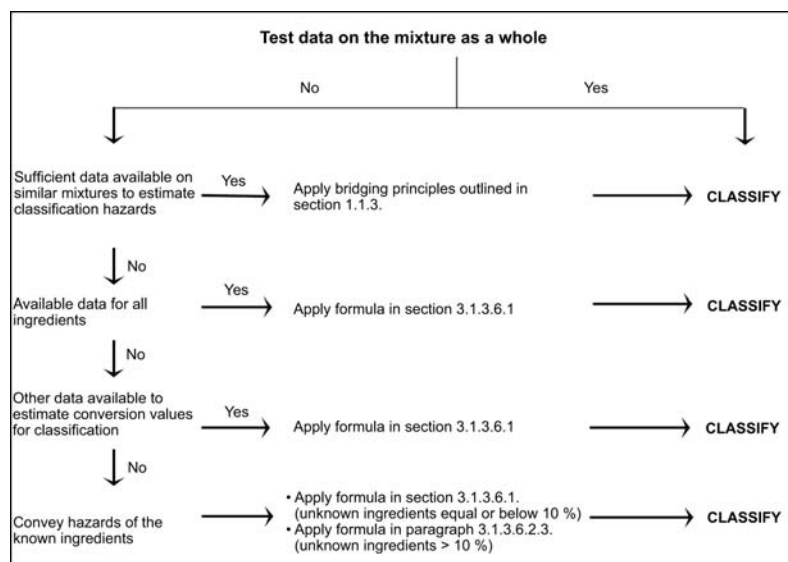 Test data on the mixture as a whole
No
Yes
Sufficient data available on
similar mixtures to estimate
classification hazards
Yes
Apply bridging principles outlined in
section 1.1.3.
CLASSIFY
No
Available data for all
ingredients
Yes
Apply formula in section 3.1.3.6.1
CLASSIFY
No
Other data available to
estimate conversion values
for classification
Yes
Apply formula in section 3.1.3.6.1
CLASSIFY
No
Convey hazards of the
known ingredients
• Apply formula in section 3.1.3.6.1.
(unknown ingredients equal or below 10 %)
• Apply formula in paragraph 3.1.3.6.2.3.
(unknown ingredients > 10 %)
CLASSIFY